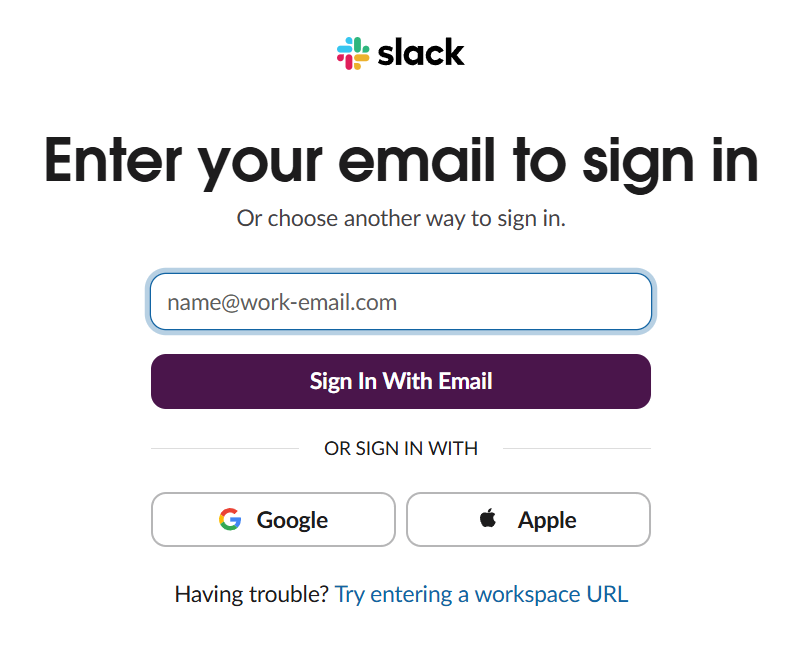 slack
Enter your email to sign in
Or choose another way to sign in.
name@work-email.com
Sign In With Email
OR SIGN IN WITH
Google
Apple
Having trouble? Try entering a workspace URL